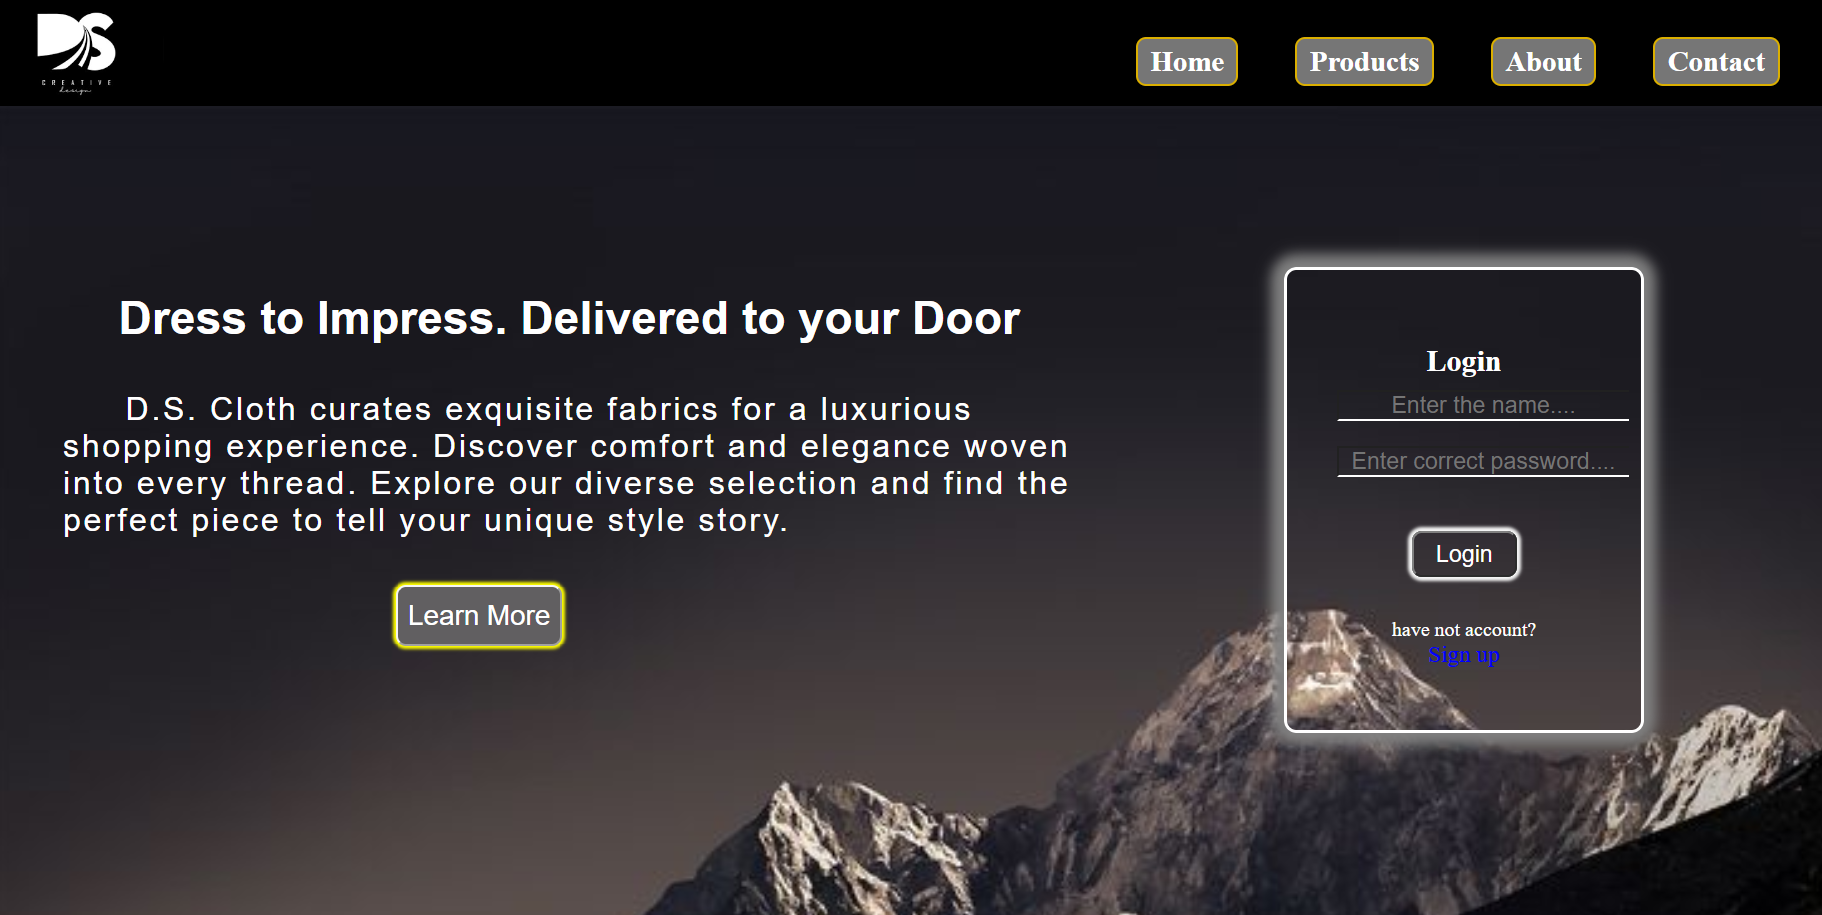 DS
CREATIVE
design
Home Products About Contact
Dress to Impress. Delivered to your Door
D.S. Cloth curates exquisite fabrics for a luxurious
shopping experience. Discover comfort and elegance woven
into every thread. Explore our diverse selection and find the
perfect piece to tell your unique style story.
Learn More
Login
Enter the name....
Enter correct password....
Login
have not account?
Sign up